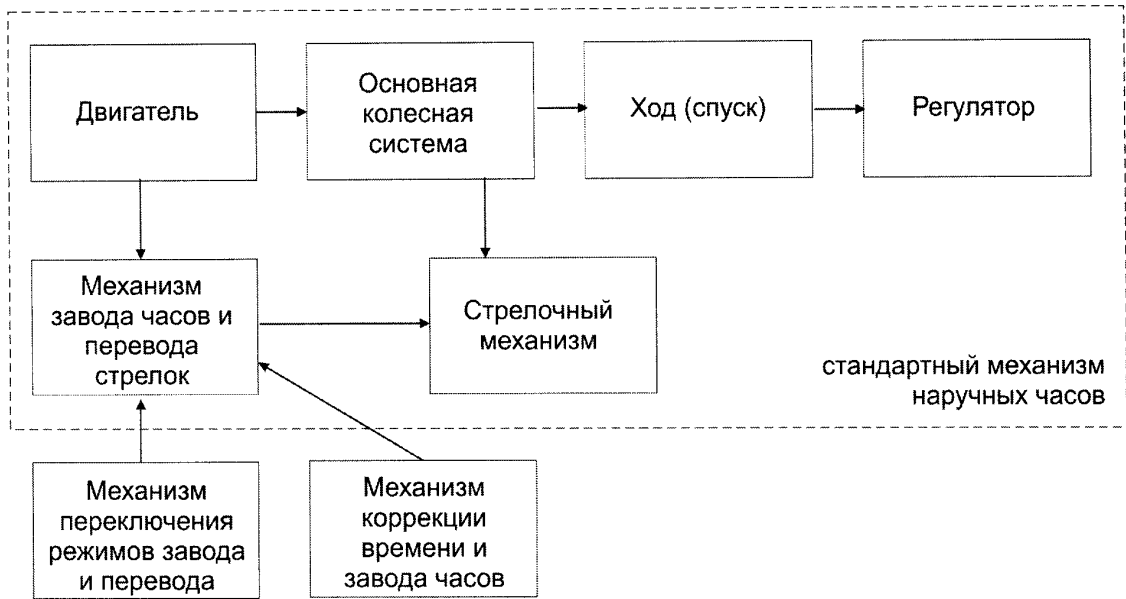 Двигатель
Основная
колесная
система
Ход (спуск)
Регулятор
Механизм
завода часов и
перевода
стрелок
Стрелочный
механизм
стандартный механизм
наручных часов
Механизм
переключения
режимов завода
и перевода
Механизм
коррекции
времени и
завода часов